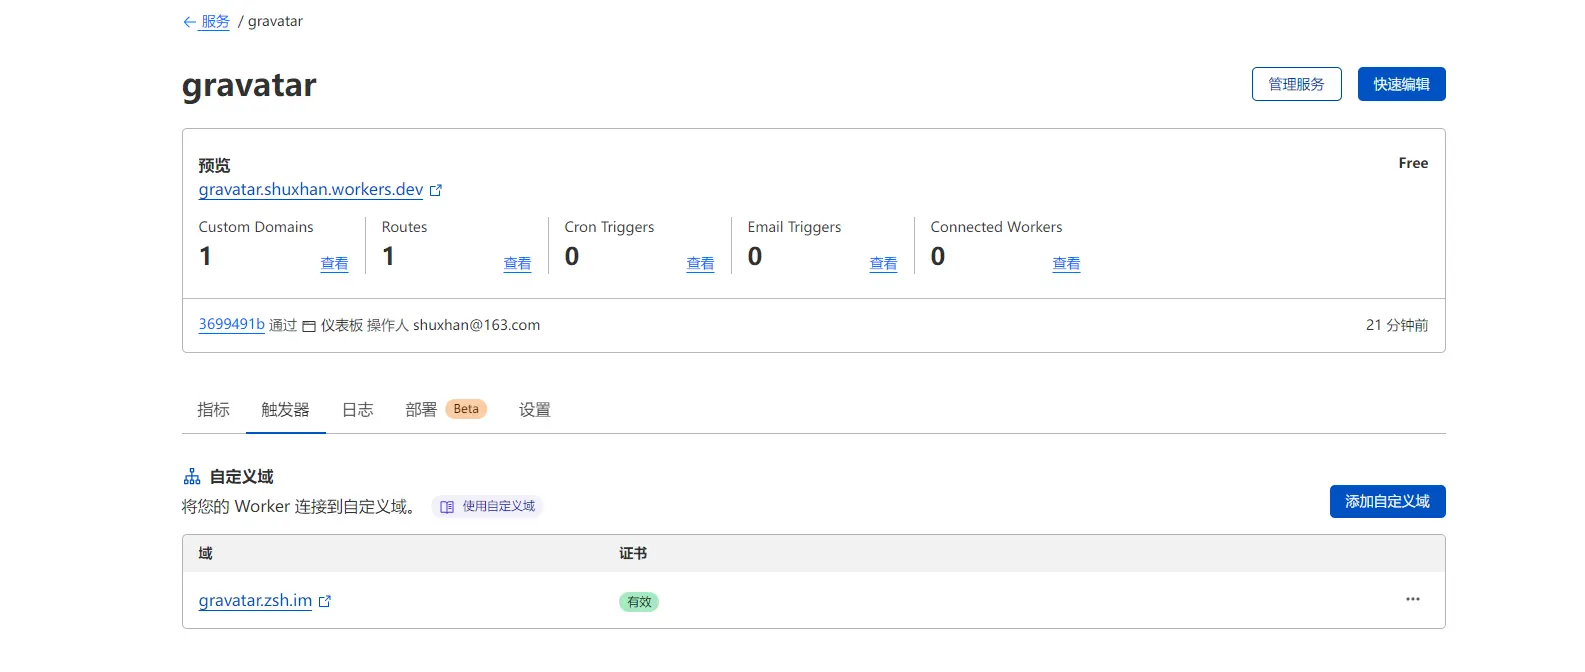 ← 服务 / gravatar
gravatar
管理服务
快速编辑
预览
Free
gravatar.shuxhan.workers.dev
Custom Domains
1
查看
Routes
1
查看
Cron Triggers
0
查看
Email Triggers
0
查看
Connected Workers
0
查看
3699491b 通过 仪表板 操作人 shuxhan@163.com
21 分钟前
指标 触发器 日志 部署 Beta 设置
自定义域
将您的 Worker 连接到自定义域。 使用自定义域
添加自定义域
域 证书
gravatar.zsh.im 有效 ···